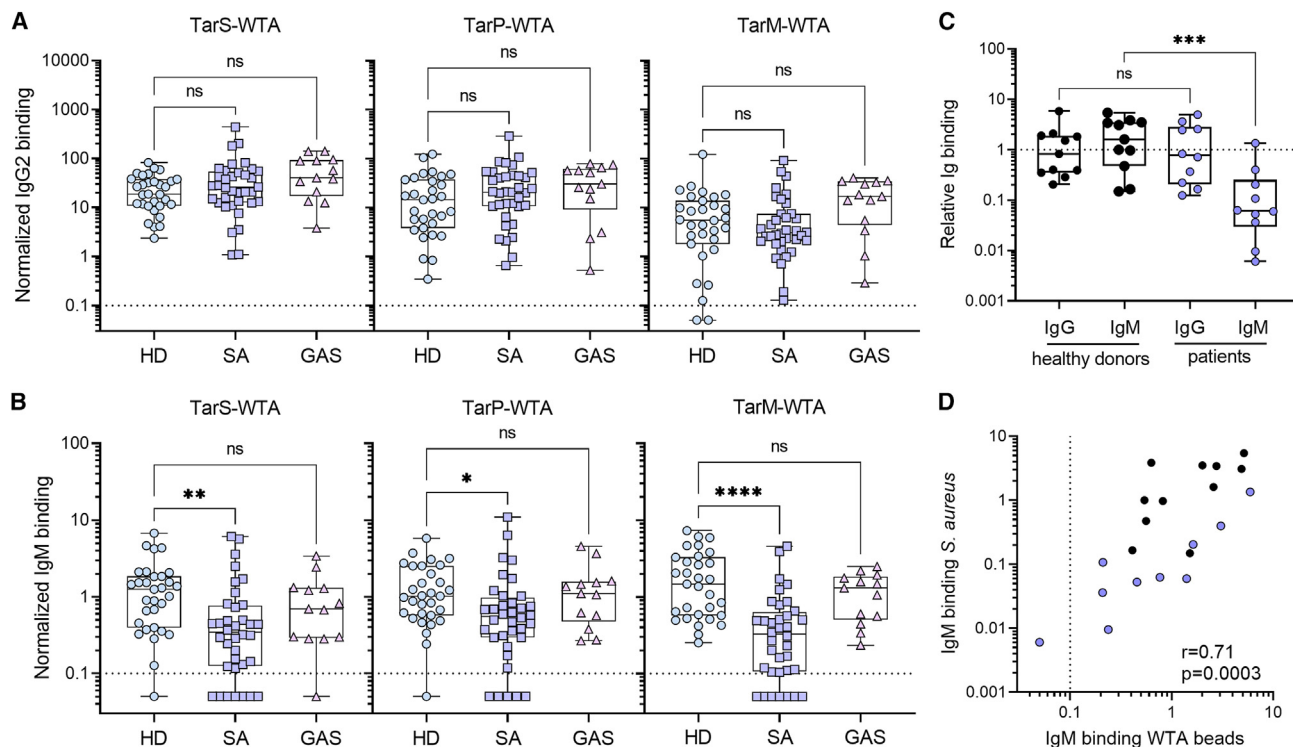 A
TarS-WTA
TarP-WTA
TarM-WTA
Normalized IgG2 binding
10000
1000
100
10
1
0.1
ns
ns
ns
ns
ns
ns
HD
SA
GAS
HD
SA
GAS
HD
SA
GAS
B
TarS-WTA
TarP-WTA
TarM-WTA
Normalized IgM binding
100
10
1
0.1
ns
**
ns
*
ns
****
HD
SA
GAS
HD
SA
GAS
HD
SA
GAS
C
Relative Ig binding
100
10
1
0.1
0.01
0.001
***
ns
IgG
IgM
IgG
IgM
healthy donors
patients
D
IgM binding S. aureus
10
1
0.1
0.01
0.001
r=0.71
p=0.0003
0.1
1
10
IgM binding WTA beads